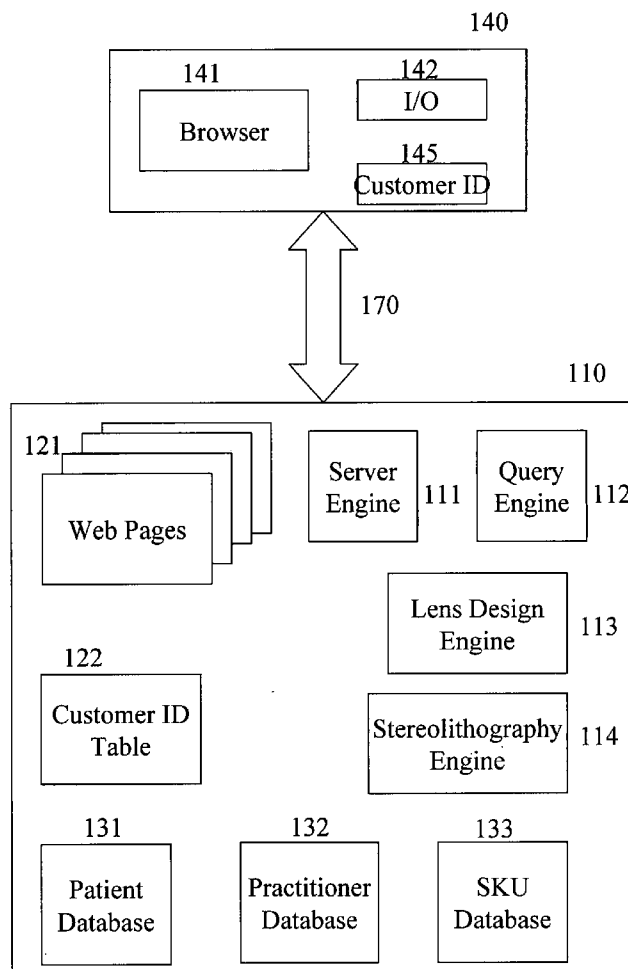 140
141
142
I/O
Browser
145
Customer ID
170
110
121
Web Pages
Server
Engine
111
Query
Engine
112
Lens Design
Engine
113
122
Customer ID
Table
Stereolithography
Engine
114
131
Patient
Database
132
Practitioner
Database
133
SKU
Database